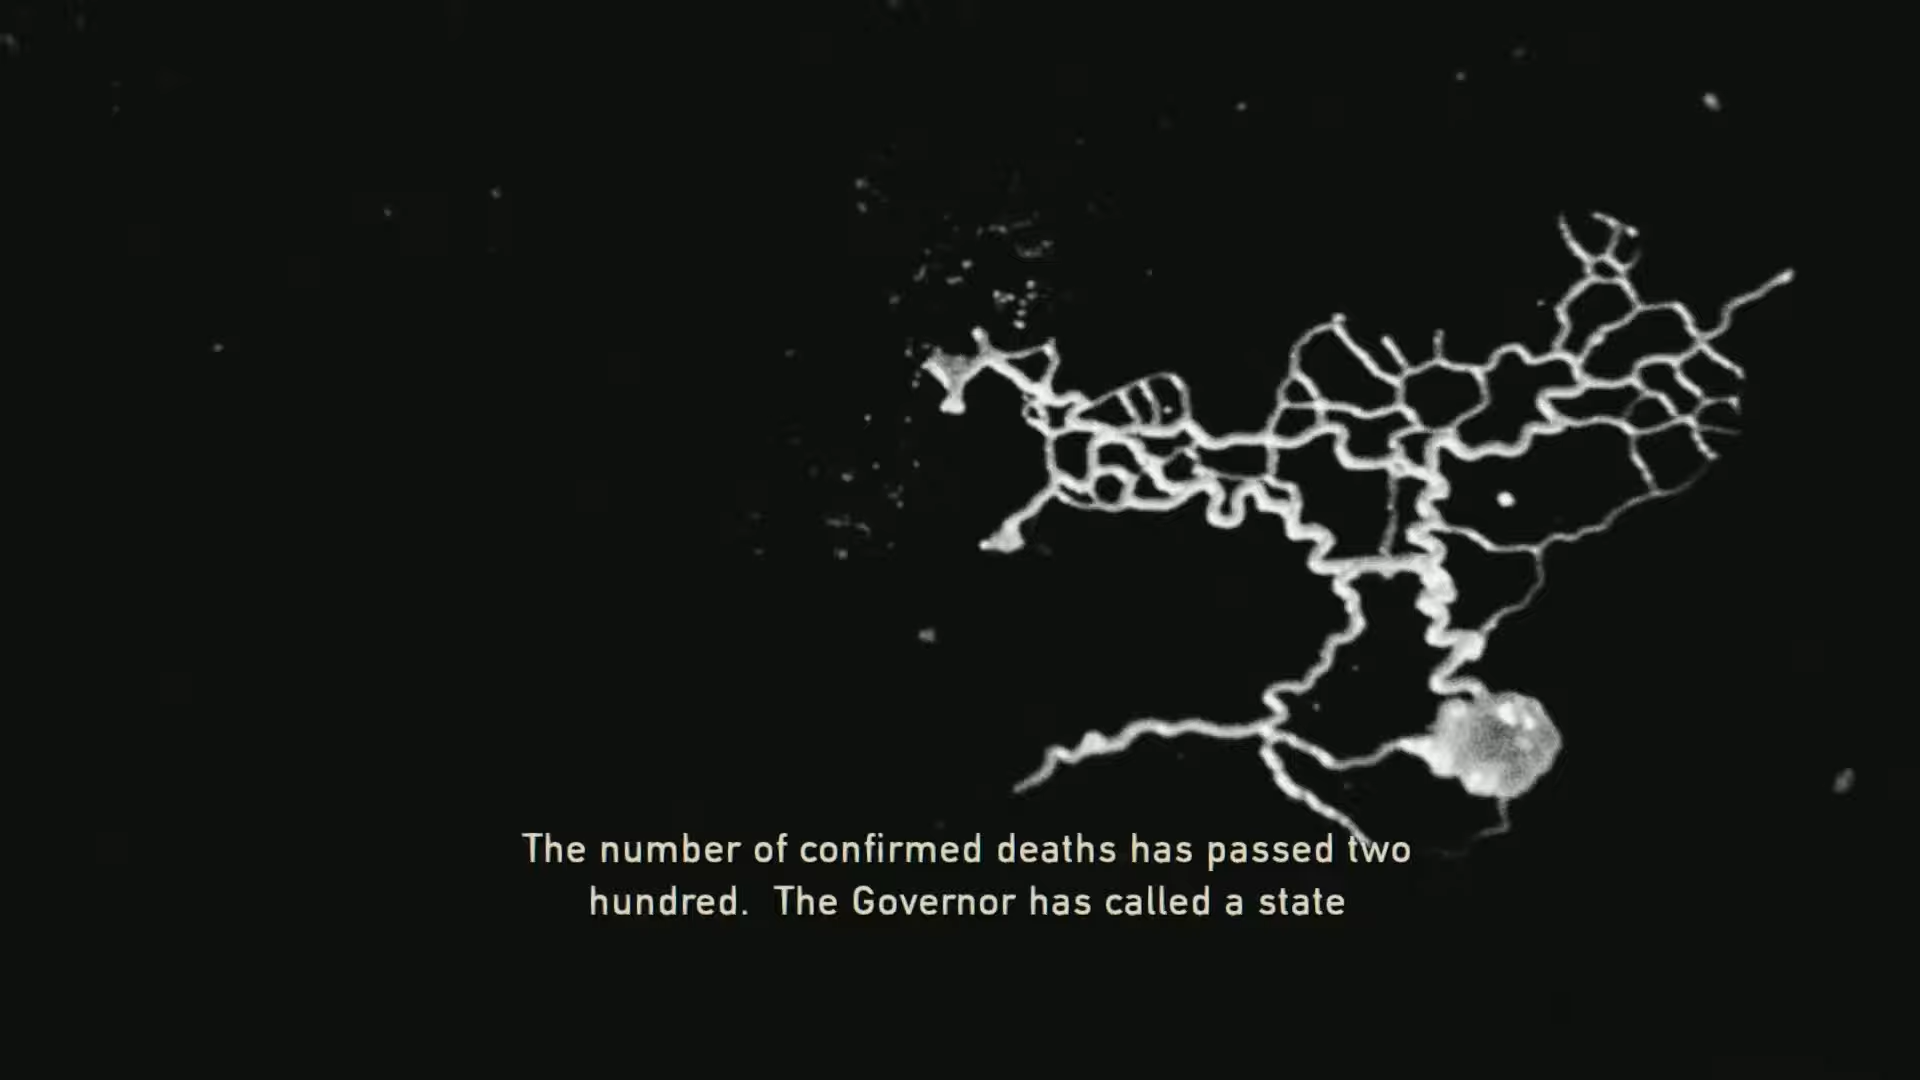 The number of confirmed deaths has passed two
hundred.  The Governor has called a state